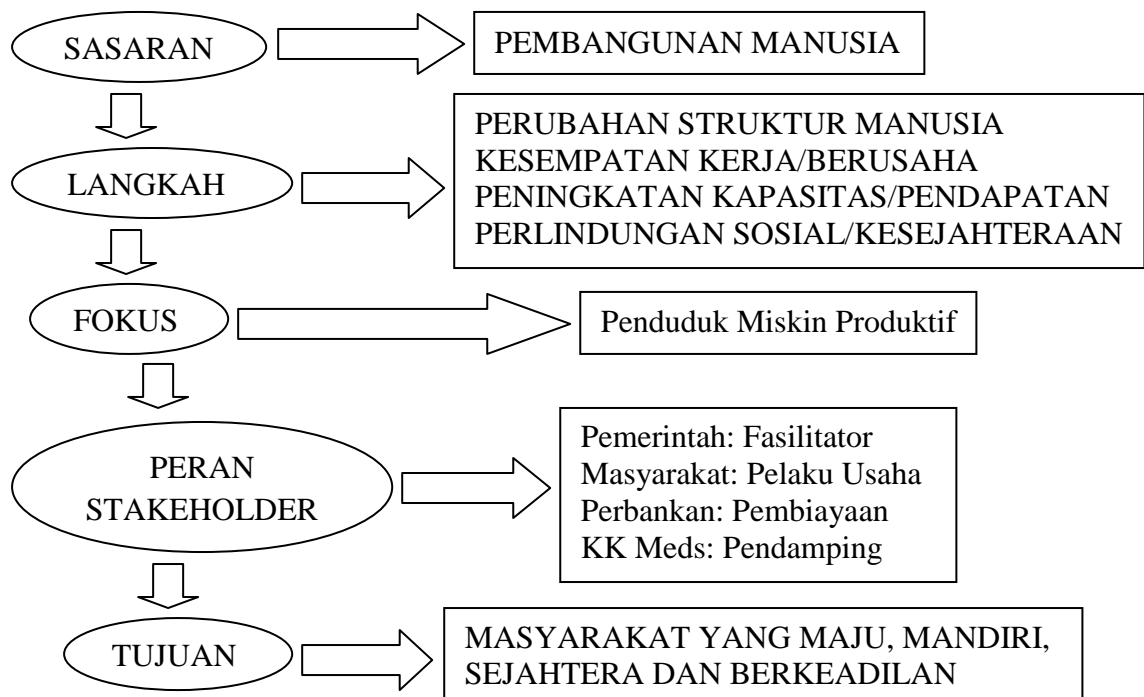 SASARAN
PEMBANGUNAN MANUSIA
LANGKAH
PERUBAHAN STRUKTUR MANUSIA
KESEMPATAN KERJA/BERUSAHA
PENINGKATAN KAPASITAS/PENDAPATAN
PERLINDUNGAN SOSIAL/KESEJAHTERAAN
FOKUS
Penduduk Miskin Produktif
PERAN
STAKEHOLDER
Pemerintah: Fasilitator
Masyarakat: Pelaku Usaha
Perbankan: Pembiayaan
KK Meds: Pendamping
TUJUAN
MASYARAKAT YANG MAJU, MANDIRI,
SEJAHTERA DAN BERKEADILAN